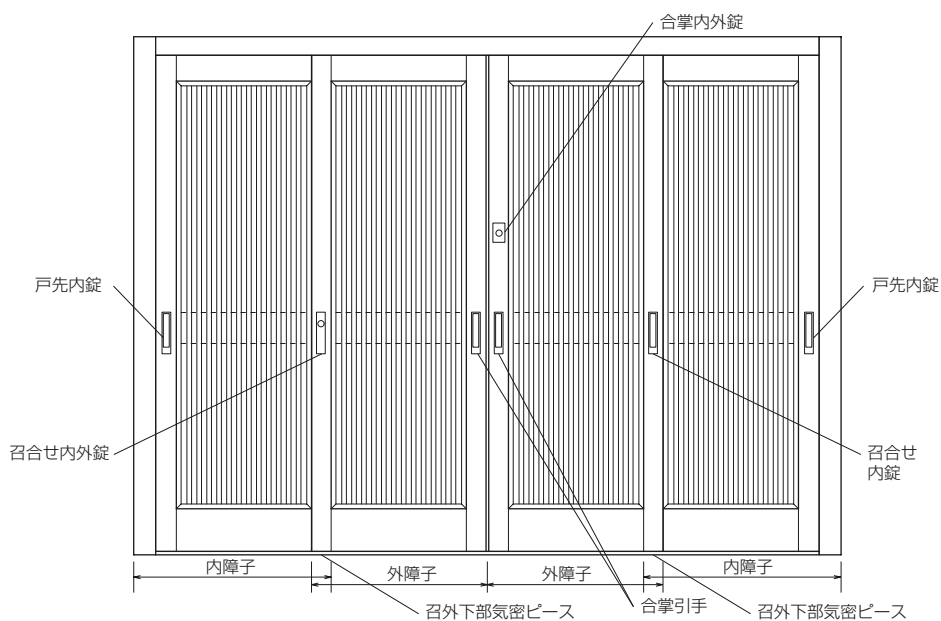 合掌内外錠
戸先内錠
戸先内錠
召合せ内外錠
召合せ
内錠
内障子
外障子
外障子
内障子
召外下部気密ピース
合掌引手
召外下部気密ピース